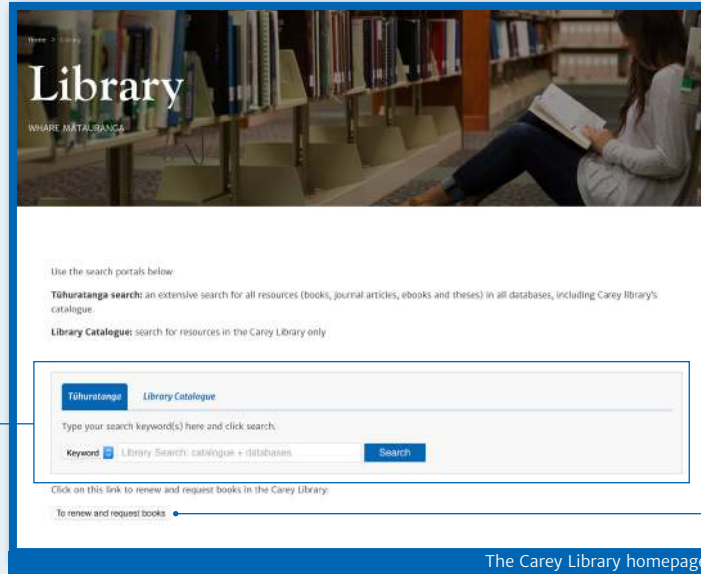 Home > Library
Library
WHARE MĀTAURANGA
Use the search portals below
Tūhuratanga search: an extensive search for all resources (books, journal articles, ebooks and theses) in all databases, including Carey library's
catalogue.
Library Catalogue: search for resources in the Carey Library only
Tūhuratanga Library Catalogue
Type your search keyword(s) here and click search.
Keyword Library Search: catalogue + databases Search
Click on this link to renew and request books in the Carey Library:
To renew and request books
The Carey Library homepage